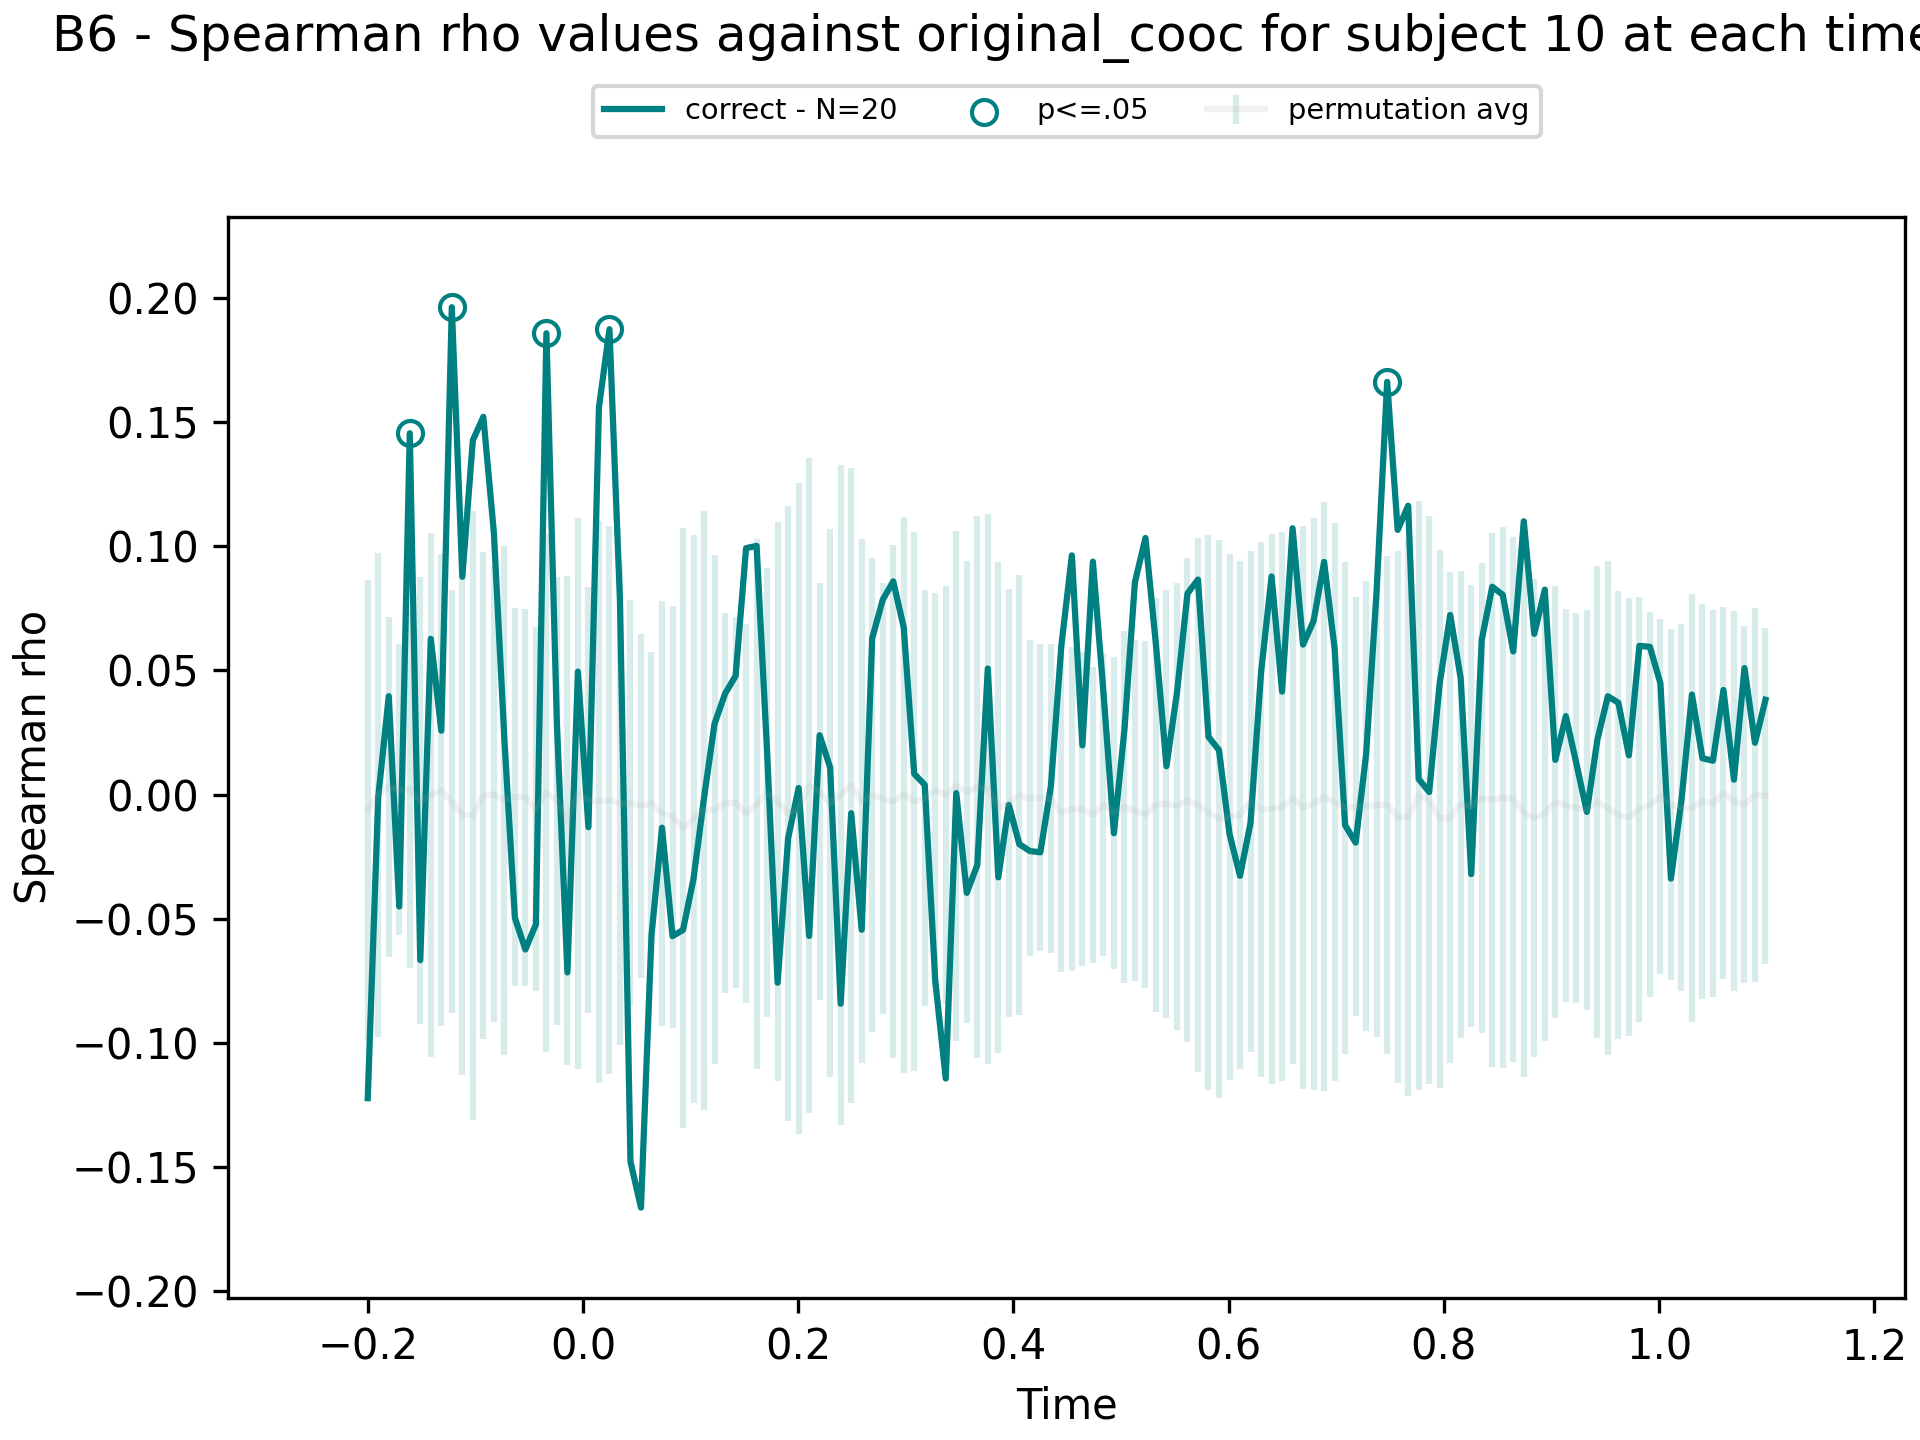 B6 - Spearman rho values against original_cooc for subject 10 at each time
correct - N=20
p<=.05
permutation avg
0.20
0.15
0.10
0.05
0.00
−0.05
−0.10
−0.15
−0.20
Spearman rho
−0.2
0.0
0.2
0.4
0.6
0.8
1.0
1.2
Time